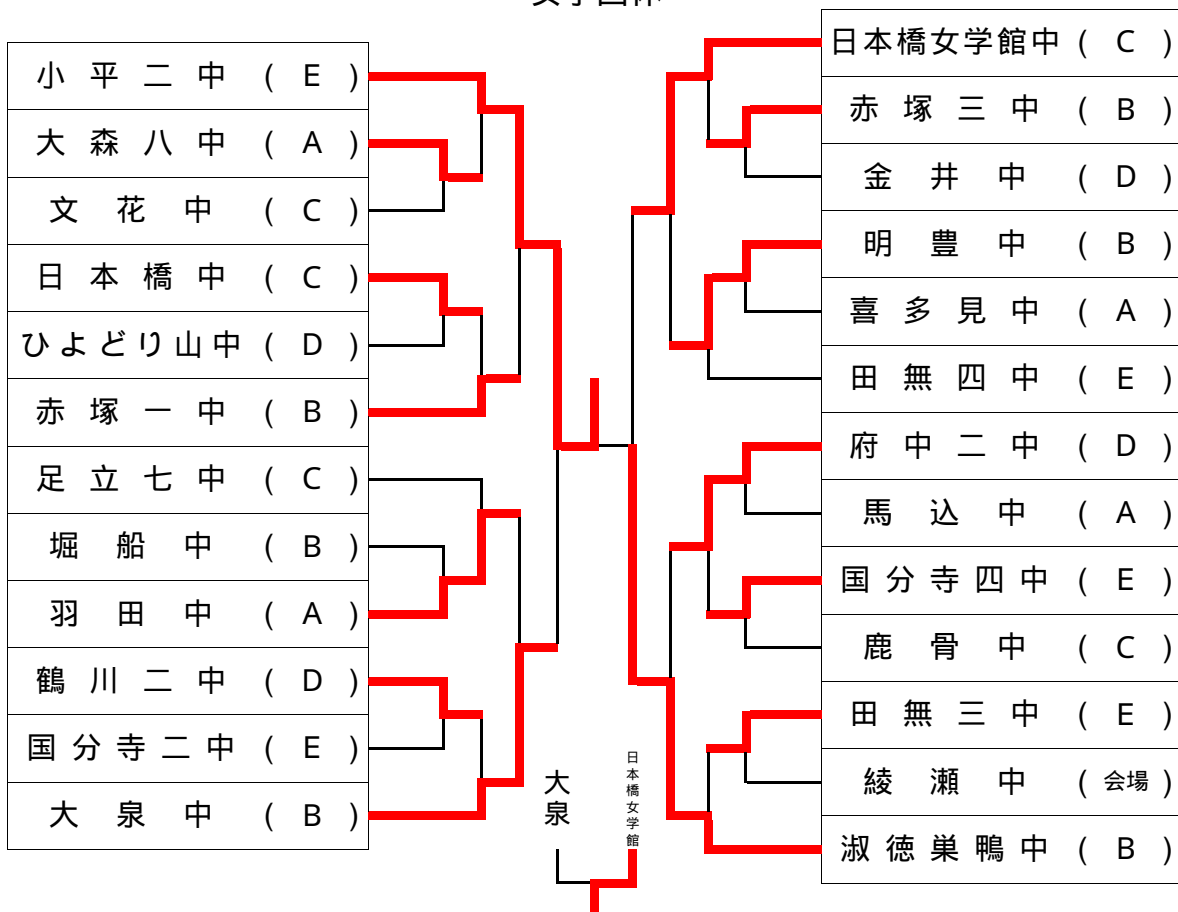 小平二中 ( E )
大森八中 ( A )
文花中 ( C )
日本橋中 ( C )
ひよどり山中 ( D )
赤塚一中 ( B )
足立七中 ( C )
堀船中 ( B )
羽田中 ( A )
鶴川二中 ( D )
国分寺二中 ( E )
大泉中 ( B )
大泉
日本橋女学館
日本橋女学館中 ( C )
赤塚三中 ( B )
金井中 ( D )
明豊中 ( B )
喜多見中 ( A )
田無四中 ( E )
府中二中 ( D )
馬込中 ( A )
国分寺四中 ( E )
鹿骨中 ( C )
田無三中 ( E )
綾瀬中 ( 会場 )
淑徳巣鴨中 ( B )